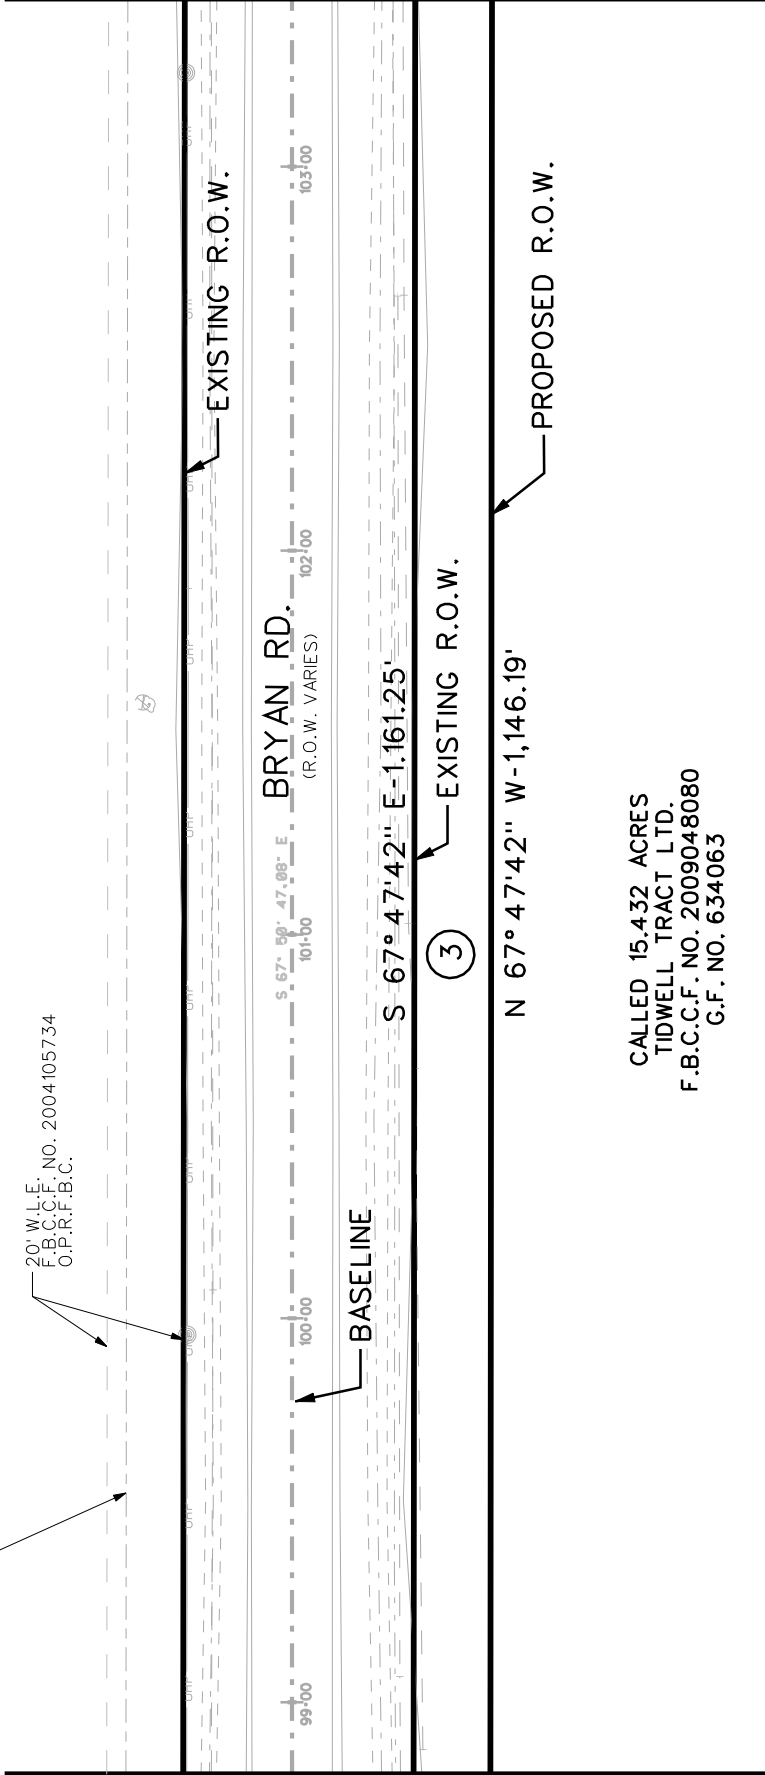 20' W.L.E.
F.B.C.C.F. NO. 2004105734
O.P.R.F.B.C.
EXISTING R.O.W.
BRYAN RD.
(R.O.W. VARIES)
S 67° 50' 47.08" E
99+00
100+00
101+00
102+00
103+00
BASELINE
S 67°47'42" E-1,161.25'
EXISTING R.O.W.
3
N 67°47'42" W-1,146.19'
PROPOSED R.O.W.
CALLED 15.432 ACRES
TIDWELL TRACT LTD.
F.B.C.C.F. NO. 2009048080
G.F. NO. 634063